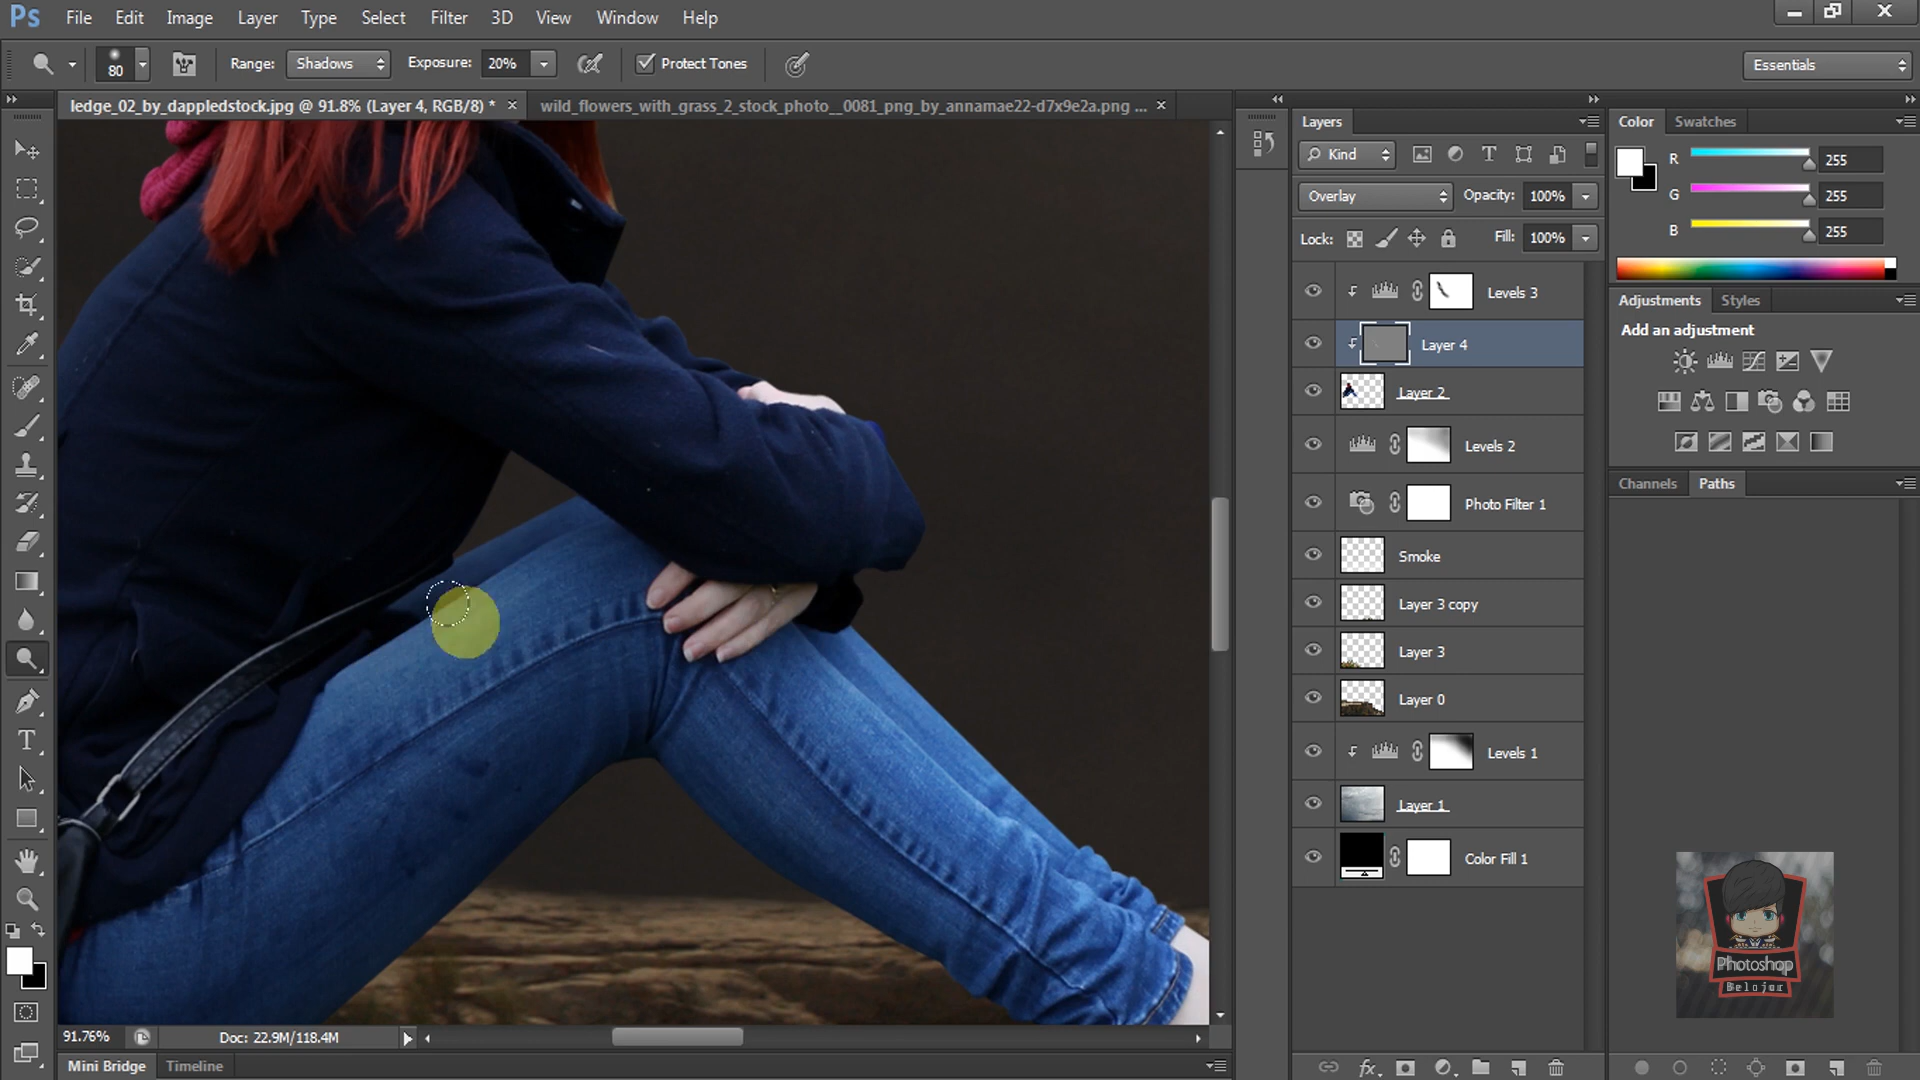 Ps File Edit Image Layer Type Select Filter 3D View Window Help
80 Range: Shadows Exposure: 20% Protect Tones Essentials
ledge_02_by_dappledstock.jpg @ 91.8% (Layer 4, RGB/8) * × wild_flowers_with_grass_2_stock_photo__0081_png_by_annamae22-d7x9e2a.png ... ×
Layers
Kind
Overlay Opacity: 100%
Lock: Fill: 100%
Levels 3
Layer 4
Layer 2
Levels 2
Photo Filter 1
Smoke
Layer 3 copy
Layer 3
Layer 0
Levels 1
Layer 1
Color Fill 1
Color Swatches
R 255
G 255
B 255
Adjustments Styles
Add an adjustment
Channels Paths
Photoshop
Belajar
91.76% Doc: 22.9M/118.4M
Mini Bridge Timeline